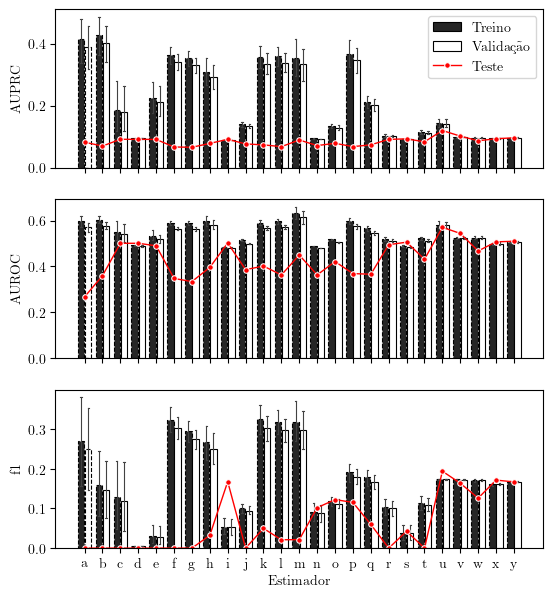 Treino
Validação
Teste
0.4
0.2
0.0
AUPRC
0.6
0.4
0.2
0.0
AUROC
0.3
0.2
0.1
0.0
f1
a b c d e f g h i j k l m n o p q r s t u v w x y
Estimador